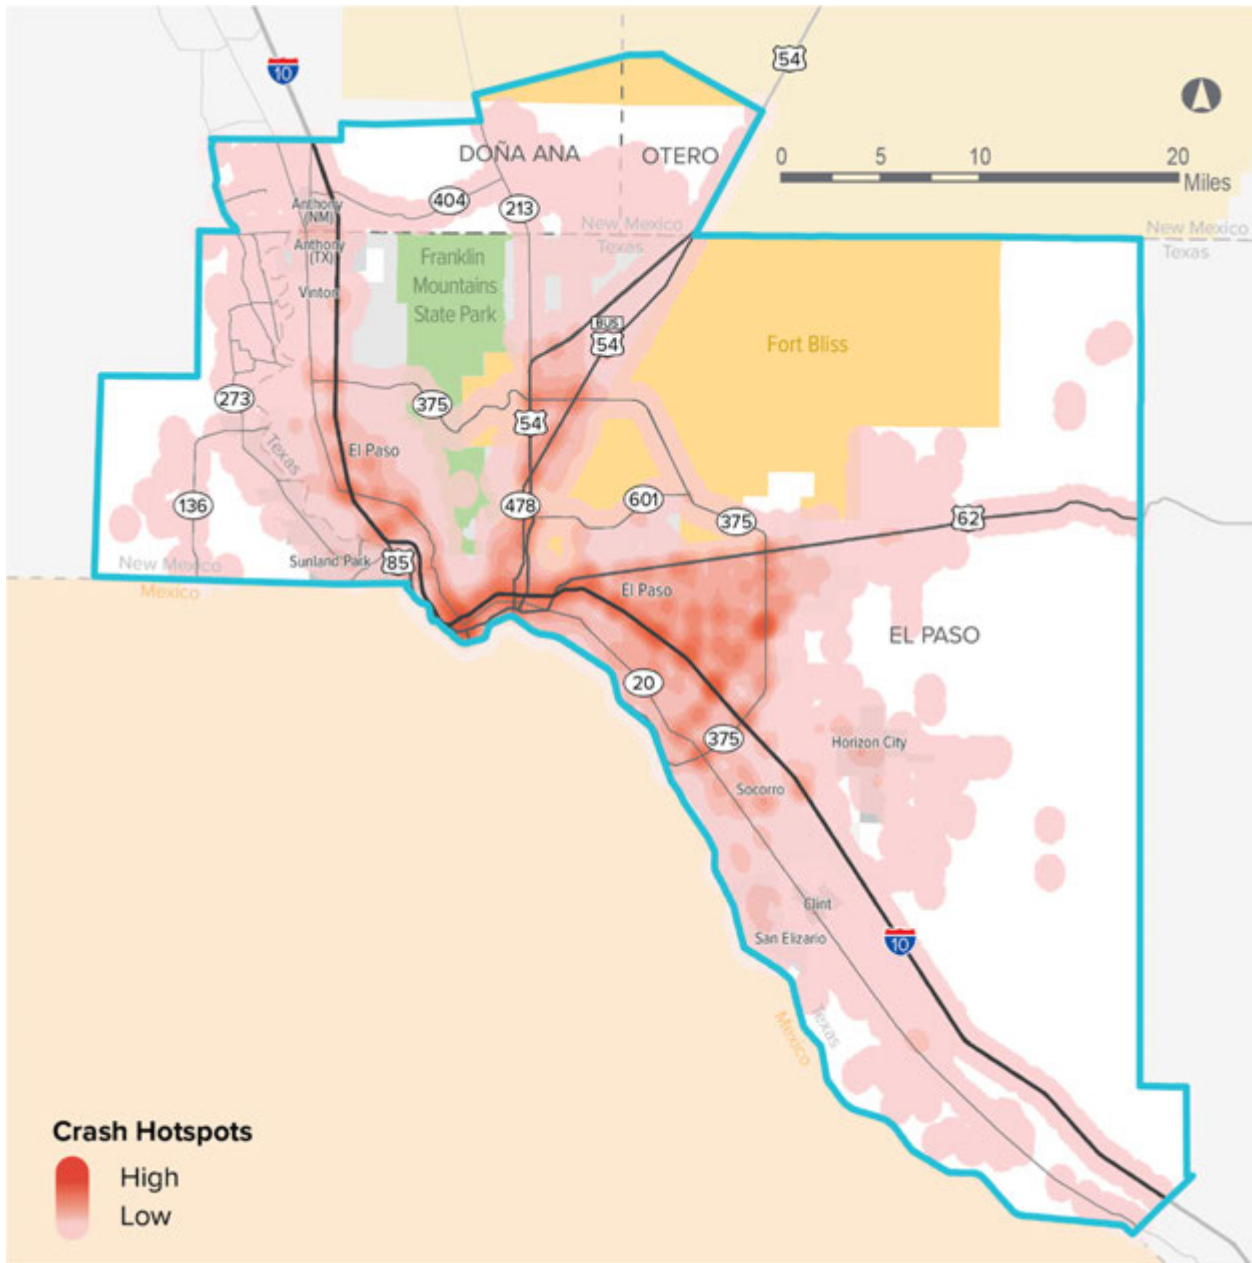 10
54
DOÑA ANA
OTERO
0 5 10 20
Miles
404
213
Anthony
(NM)
New Mexico
Texas
New Mexico
Texas
Anthony
(TX)
Franklin
Mountains
State Park
Vinton
BUS
54
Fort Bliss
273
375
54
Texas
El Paso
136
478
601
375
62
New Mexico
Mexico
Sunland Park
85
El Paso
EL PASO
20
375
Horizon City
Socorro
Clint
San Elizario
10
Texas
Mexico
Crash Hotspots
High
Low